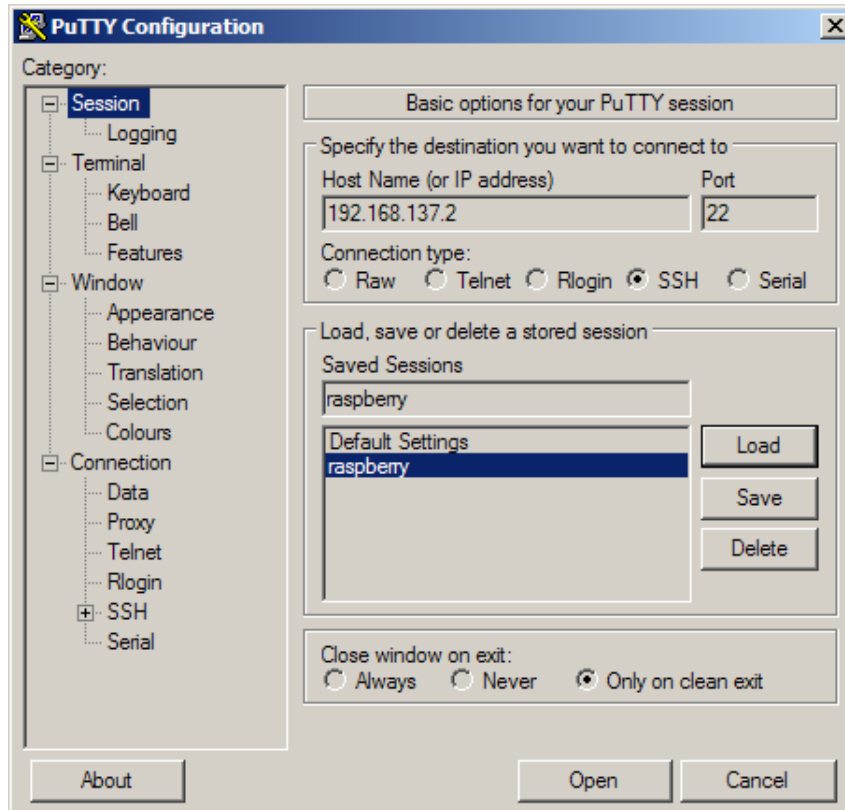 PuTTY Configuration
Category:
Session
Logging
Terminal
Keyboard
Bell
Features
Window
Appearance
Behaviour
Translation
Selection
Colours
Connection
Data
Proxy
Telnet
Rlogin
SSH
Serial
Basic options for your PuTTY session
Specify the destination you want to connect to
Host Name (or IP address) Port
192.168.137.2 22
Connection type:
Raw Telnet Rlogin SSH Serial
Load, save or delete a stored session
Saved Sessions
raspberry
Default Settings
raspberry
Load
Save
Delete
Close window on exit:
Always Never Only on clean exit
About Open Cancel